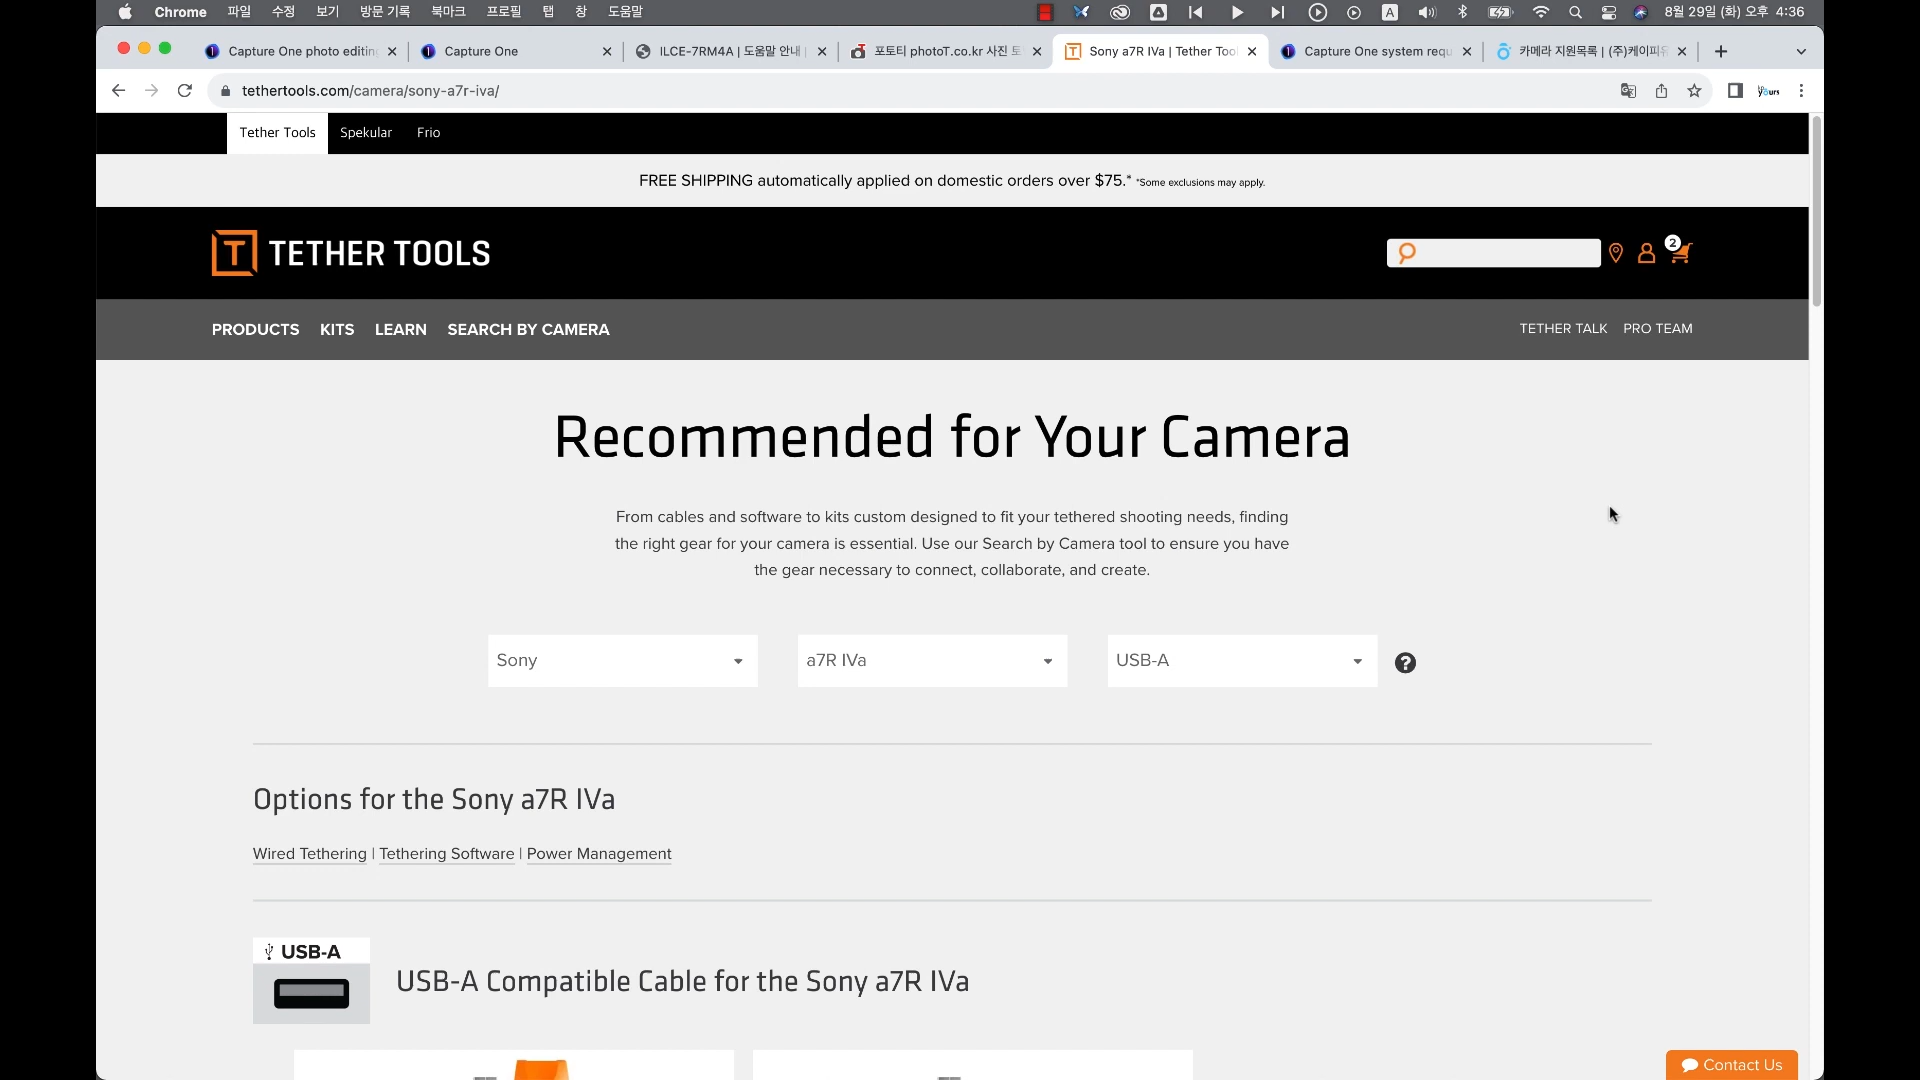 Chrome 파일 수정 보기 방문 기록 북마크 프로필 탭 창 도움말 A 8월 29일 (화) 오후 4:36
Capture One photo editing Capture One ILCE-7RM4A | 도움말 안내 | 포토티 photoT.co.kr 사진 토 Sony a7R IVa | Tether Too Capture One system requ 카메라 지원목록 | (주)케이피
tethertools.com/camera/sony-a7r-iva/
Tether Tools Spekular Frio
FREE SHIPPING automatically applied on domestic orders over $75.* *Some exclusions may apply.
T TETHER TOOLS 2
PRODUCTS KITS LEARN SEARCH BY CAMERA TETHER TALK PRO TEAM
Recommended for Your Camera
From cables and software to kits custom designed to fit your tethered shooting needs, finding
the right gear for your camera is essential. Use our Search by Camera tool to ensure you have
the gear necessary to connect, collaborate, and create.
Sony a7R IVa USB-A ?
Options for the Sony a7R IVa
Wired Tethering | Tethering Software | Power Management
USB-A
USB-A Compatible Cable for the Sony a7R IVa
Contact Us